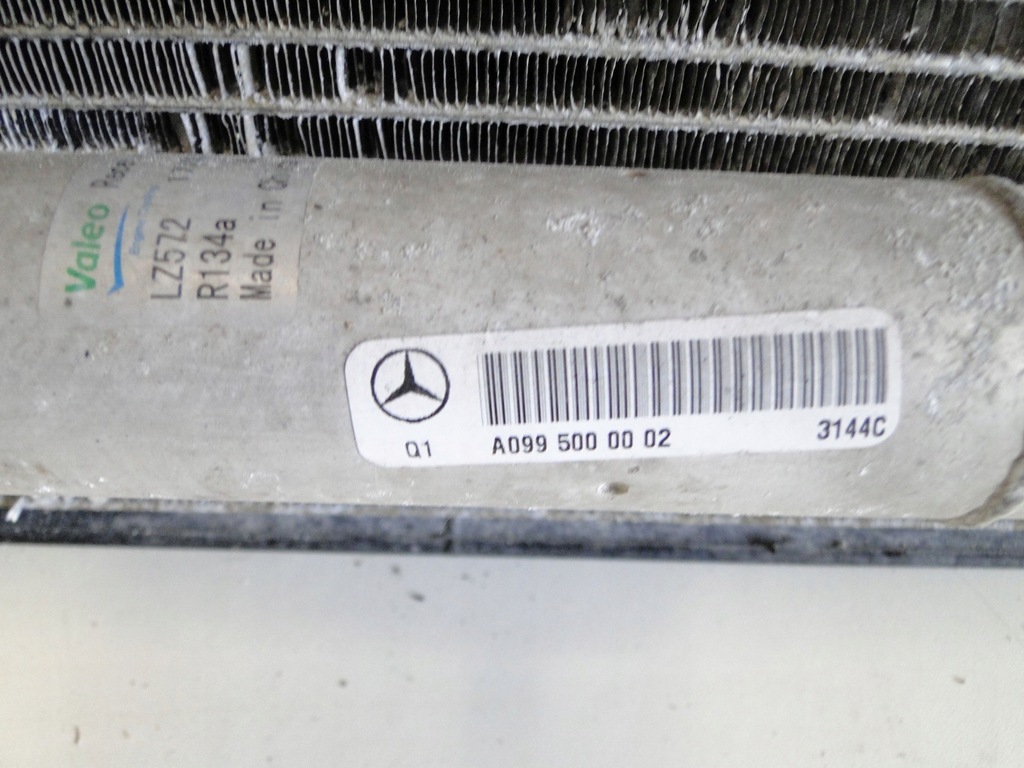 Valeo
LZ572
R134a
Made in
Q1
A099 500 00 02
3144C